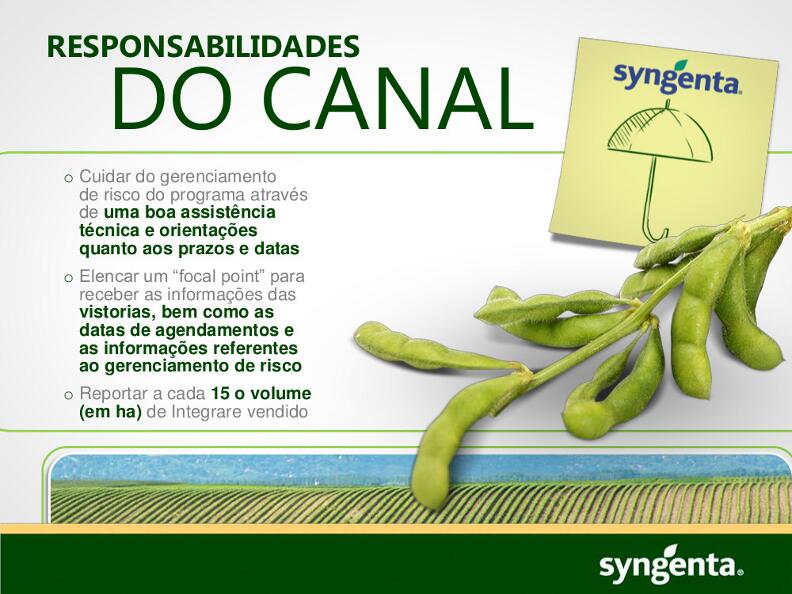 RESPONSABILIDADES
DO CANAL
syngenta
o Cuidar do gerenciamento
de risco do programa através
de uma boa assistência
técnica e orientações
quanto aos prazos e datas
o Elencar um “focal point” para
receber as informações das
vistorias, bem como as
datas de agendamentos e
as informações referentes
ao gerenciamento de risco
o Reportar a cada 15 o volume
(em ha) de Integrare vendido
syngenta®